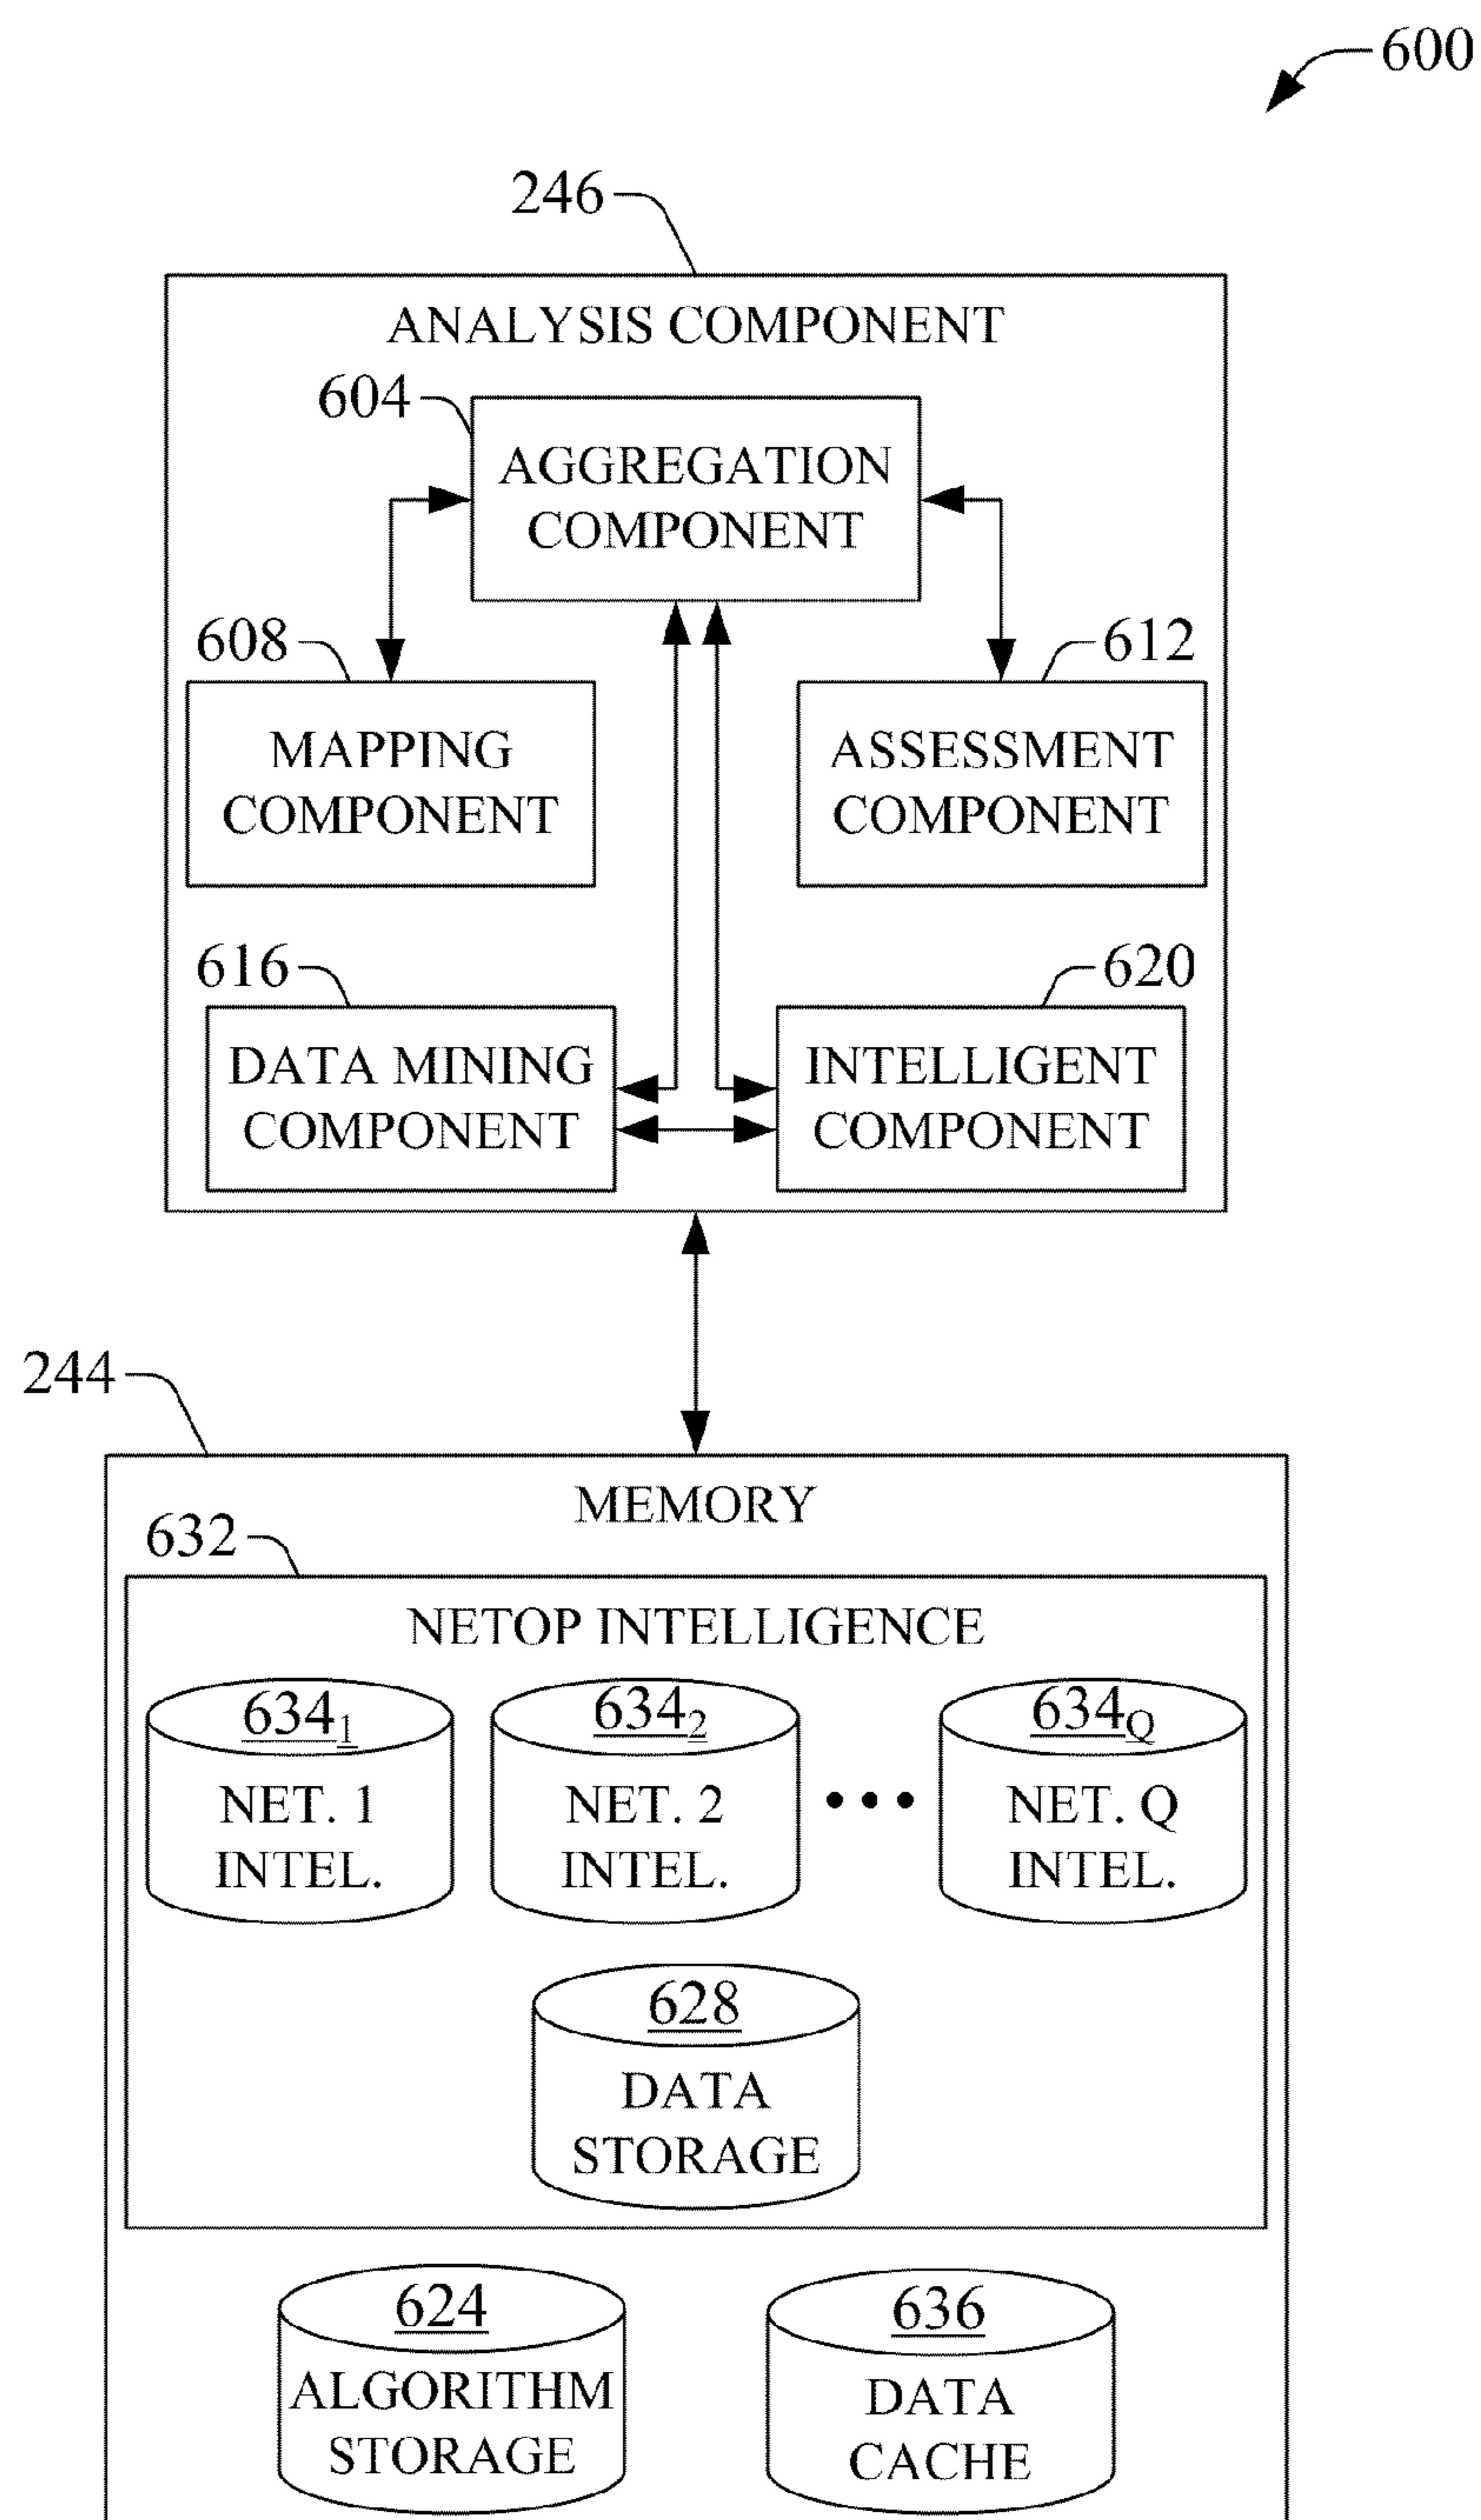 600
246
ANALYSIS COMPONENT
604
AGGREGATION
COMPONENT
608
612
MAPPING
COMPONENT
ASSESSMENT
COMPONENT
616
620
DATA MINING
COMPONENT
INTELLIGENT
COMPONENT
244
MEMORY
632
NETOP INTELLIGENCE
634₁
NET. 1
INTEL.
634₂
NET. 2
INTEL.
•••
634Q
NET. Q
INTEL.
628
DATA
STORAGE
624
ALGORITHM
STORAGE
636
DATA
CACHE